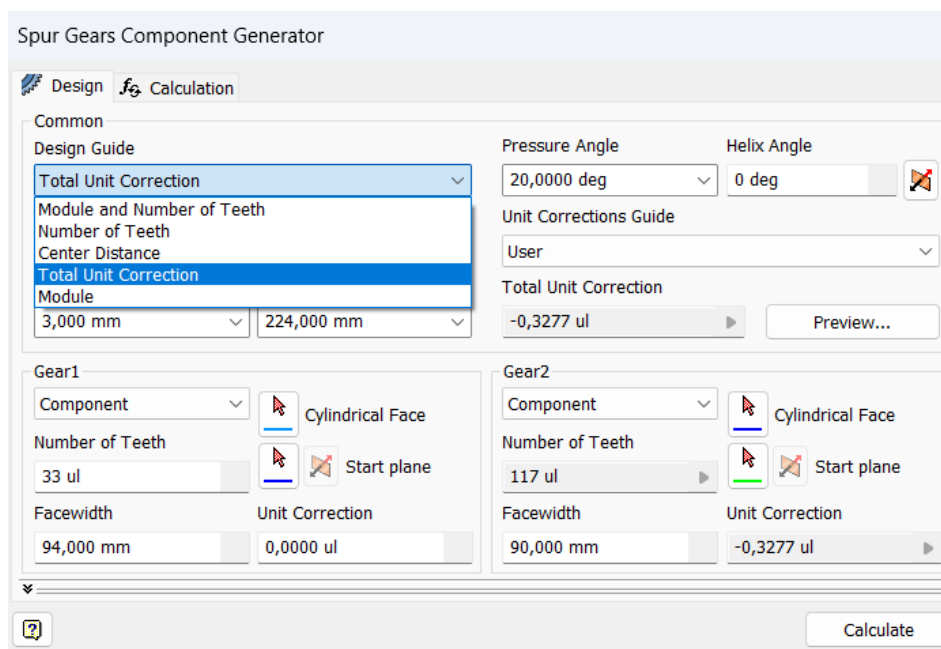 Spur Gears Component Generator
Design
Calculation
Common
Design Guide
Total Unit Correction
Module and Number of Teeth
Number of Teeth
Center Distance
Total Unit Correction
Module
3,000 mm
224,000 mm
Pressure Angle
Helix Angle
20,0000 deg
0 deg
Unit Corrections Guide
User
Total Unit Correction
-0,3277 ul
Preview...
Gear1
Component
Cylindrical Face
Number of Teeth
Start plane
33 ul
Facewidth
Unit Correction
94,000 mm
0,0000 ul
Gear2
Component
Cylindrical Face
Number of Teeth
Start plane
117 ul
Facewidth
Unit Correction
90,000 mm
-0,3277 ul
Calculate